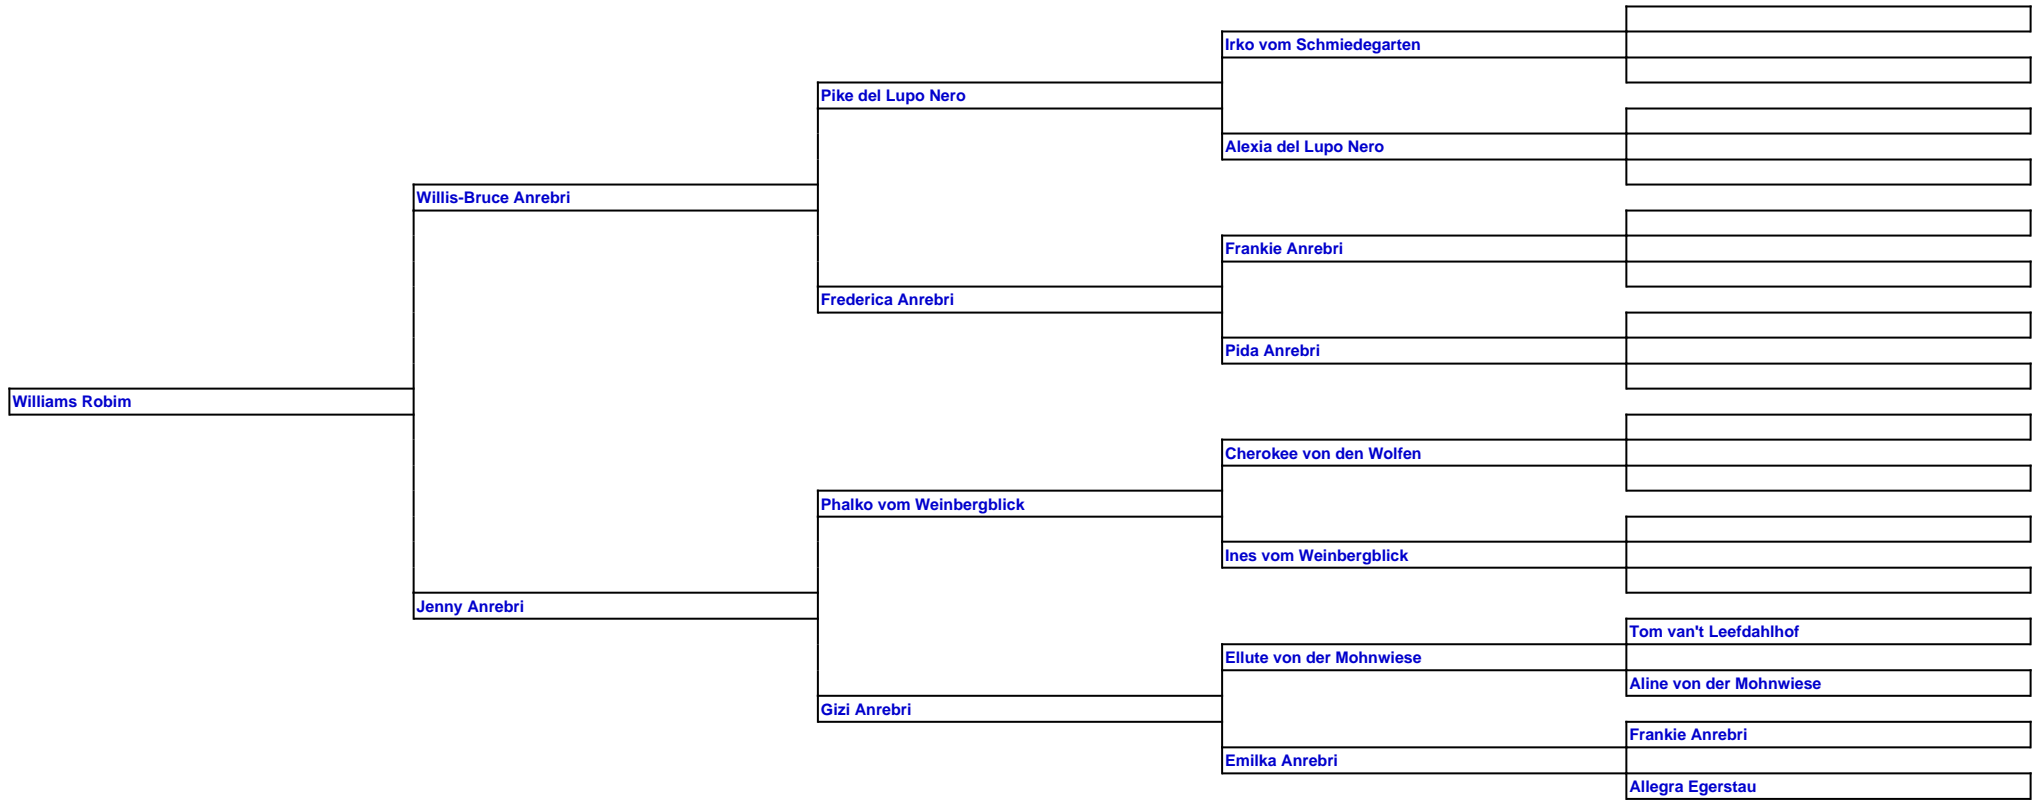 Irko vom Schmiedegarten
Pike del Lupo Nero
Alexia del Lupo Nero
Willis-Bruce Anrebri
Frankie Anrebri
Frederica Anrebri
Pida Anrebri
Williams Robim
Cherokee von den Wolfen
Phalko vom Weinbergblick
Ines vom Weinbergblick
Jenny Anrebri
Tom van't Leefdahlhof
Ellute von der Mohnwiese
Aline von der Mohnwiese
Gizi Anrebri
Frankie Anrebri
Emilka Anrebri
Allegra Egerstau